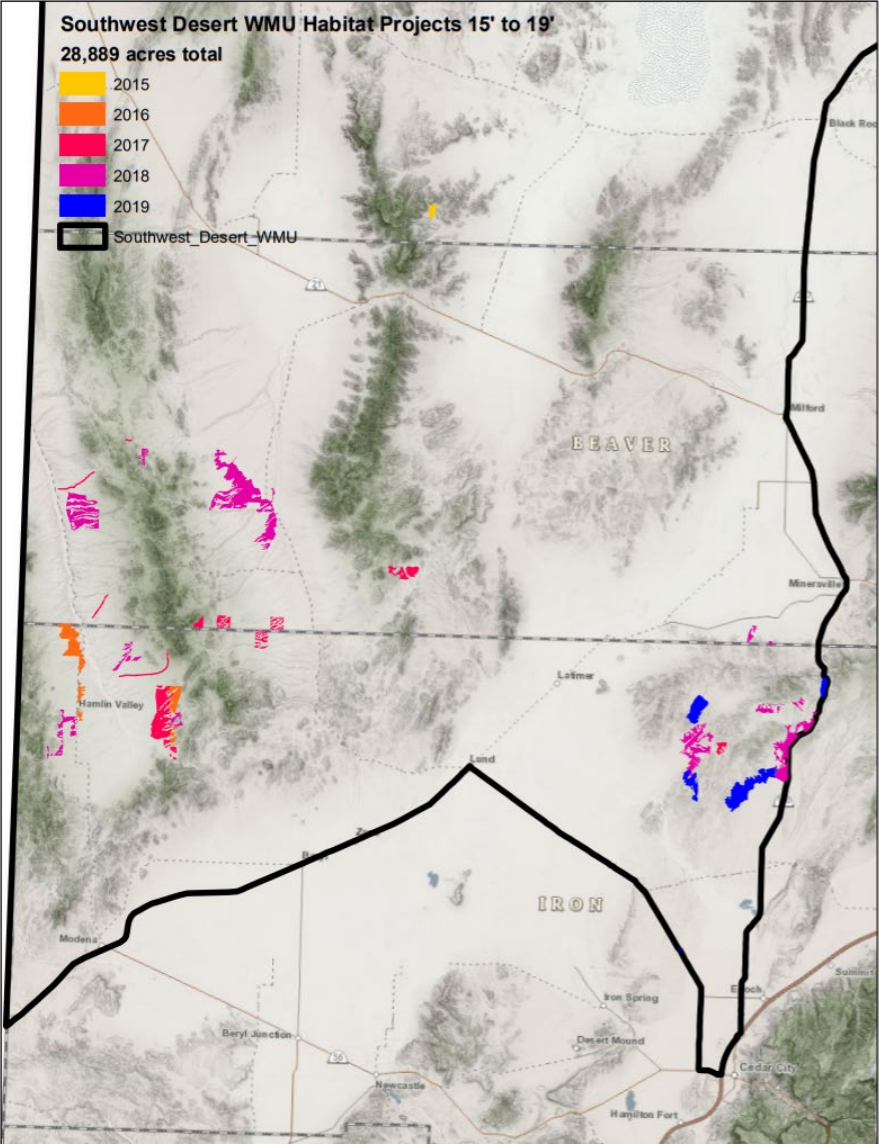 Southwest Desert WMU Habitat Projects 15' to 19'
28,889 acres total
2015
2016
2017
2018
2019
Southwest_Desert_WMU
Black Roc
21
Milford
BEAVER
Minersville
Latimer
Hamlin Valley
Lund
IRON
Modena
Summit
Enoch
Iron Spring
Beryl Junction
Desert Mound
Cedar City
56
Newcastle
Hamilton Fort